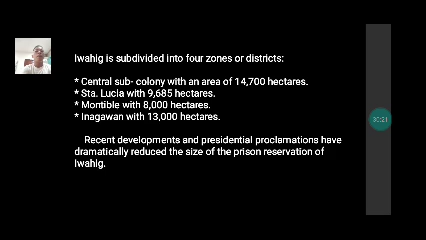 Iwahig is subdivided into four zones or districts:
* Central sub- colony with an area of 14,700 hectares.
* Sta. Lucia with 9,685 hectares.
* Montible with 8,000 hectares.
* Inagawan with 13,000 hectares.
Recent developments and presidential proclamations have
dramatically reduced the size of the prison reservation of
Iwahig.
00:21